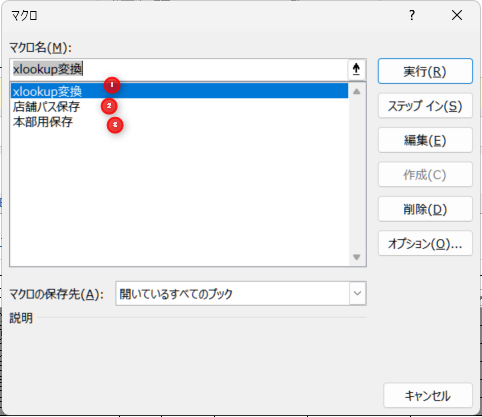 マクロ
?
マクロ名(M):
xlookup変換
実行(R)
xlookup変換 1
店舗パス保存 2
本部用保存 3
ステップ イン(S)
編集(E)
作成(C)
削除(D)
オプション(O)...
マクロの保存先(A): 開いているすべてのブック
説明
キャンセル